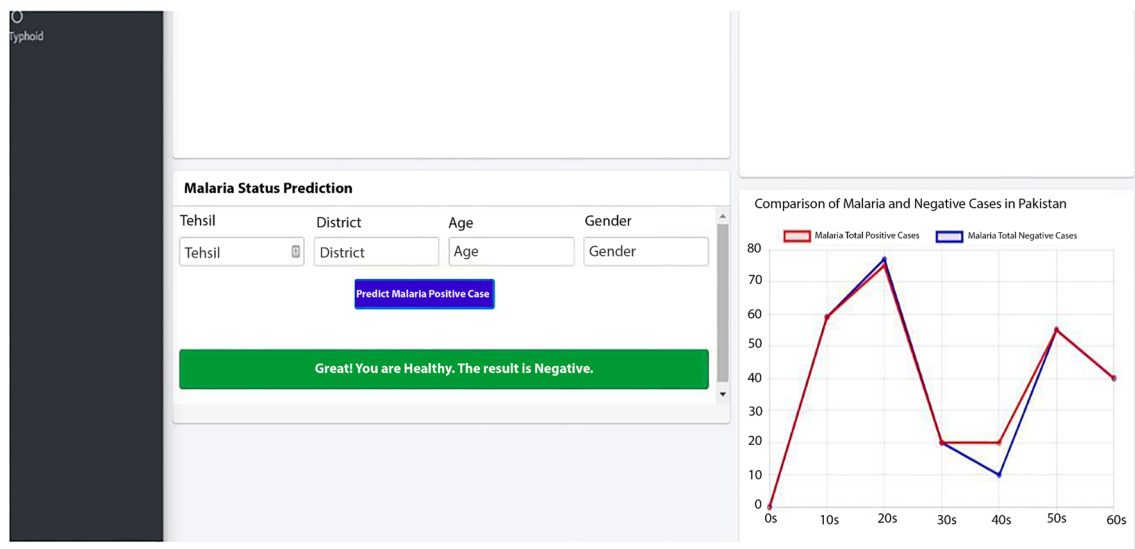 Typhoid
Malaria Status Prediction
Tehsil District Age Gender
Tehsil District Age Gender
Predict Malaria Positive Case
Great! You are Healthy. The result is Negative.
Comparison of Malaria and Negative Cases in Pakistan
Malaria Total Positive Cases Malaria Total Negative Cases
80
70
60
50
40
30
20
10
0
0s 10s 20s 30s 40s 50s 60s